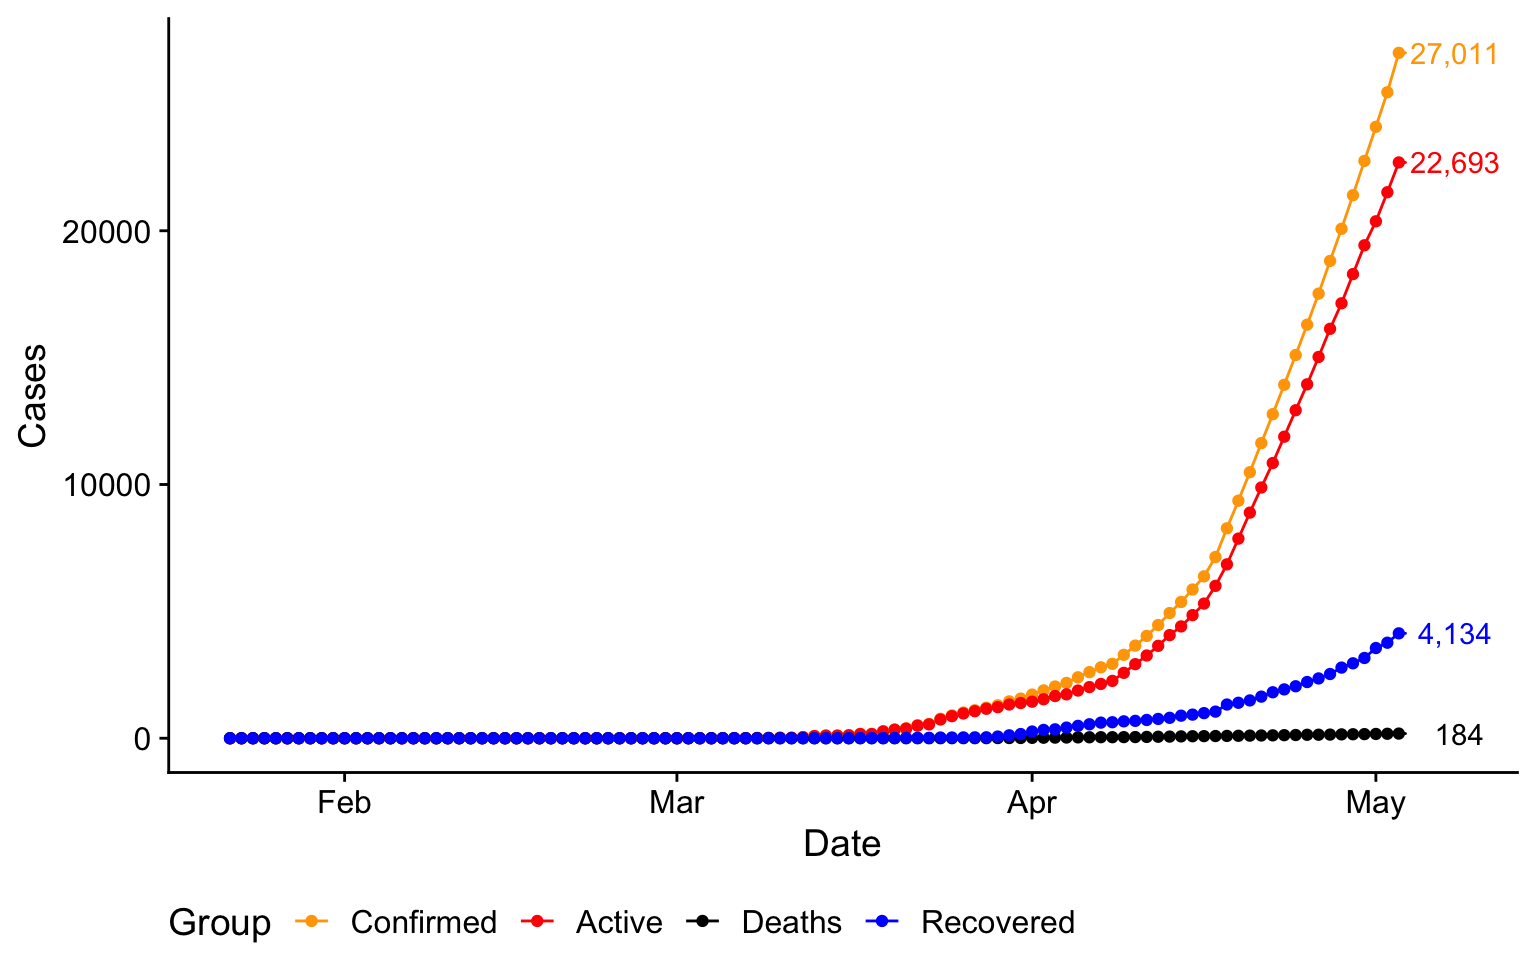 27,011
22,693
20000
Cases
10000
4,134
0
184
Feb Mar Apr May
Date
Group Confirmed Active Deaths Recovered